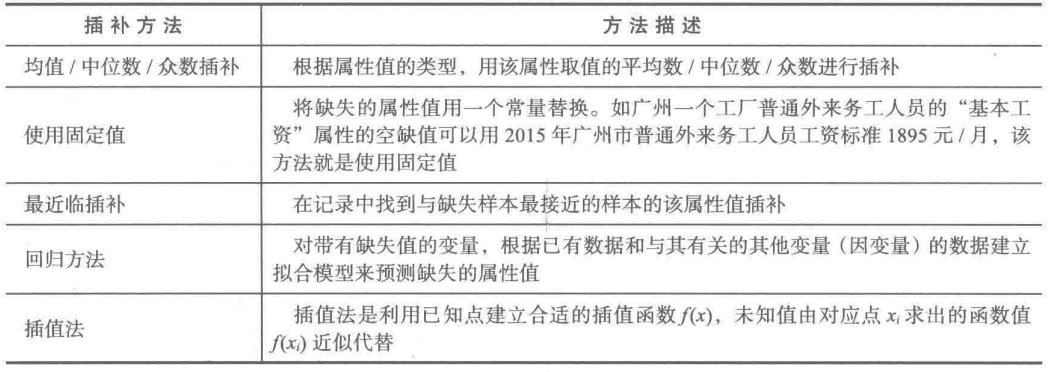 插补方法 方法描述
均值 / 中位数 / 众数插补 根据属性值的类型，用该属性取值的平均数 / 中位数 / 众数进行插补
使用固定值 将缺失的属性值用一个常量替换。如广州一个工厂普通外来务工人员的“基本工
资”属性的空缺值可以用 2015 年广州市普通外来务工人员工资标准 1895 元 / 月，该
方法就是使用固定值
最近临插补 在记录中找到与缺失样本最接近的样本的该属性值插补
回归方法 对带有缺失值的变量，根据已有数据和与其有关的其他变量（因变量）的数据建立
拟合模型来预测缺失的属性值
插值法 插值法是利用已知点建立合适的插值函数 f(x)，未知值由对应点 xi 求出的函数值
f(xi) 近似代替